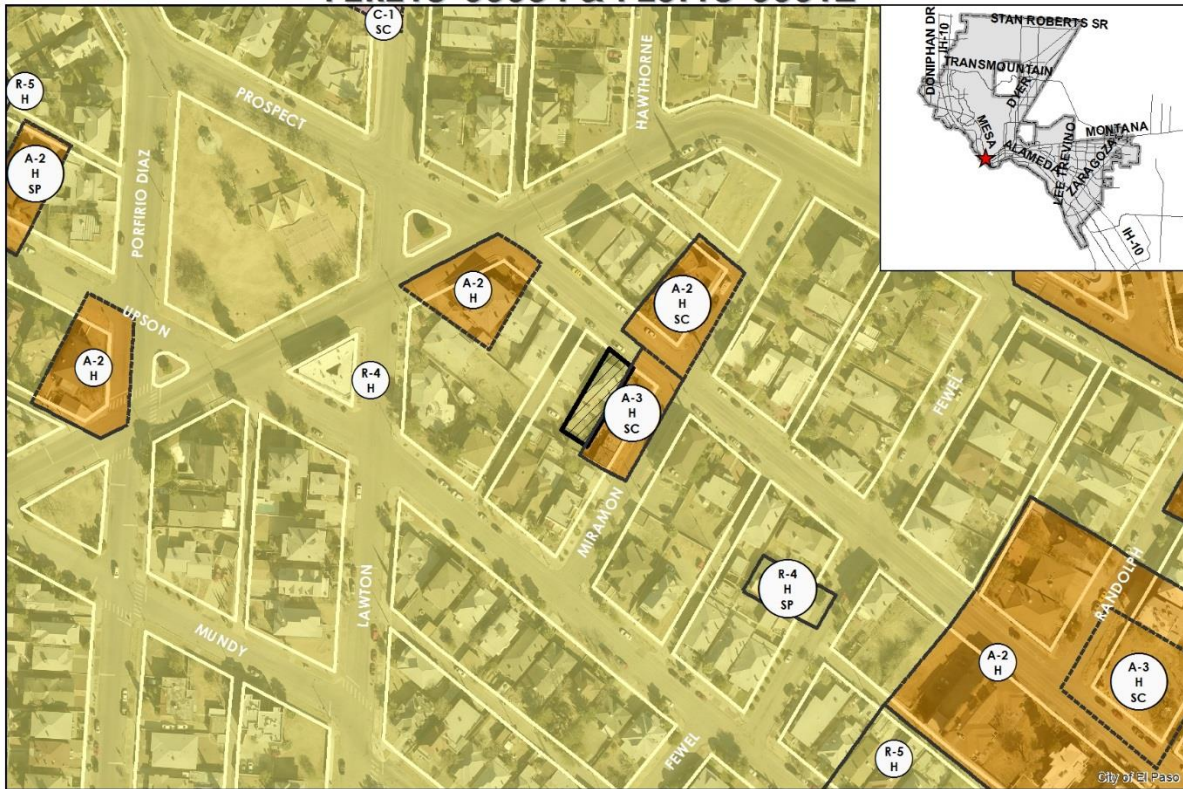 C-1
SC
HAWTHORNE
R-5
H
PROSPECT
A-2
H
SP
PORFIRIO DIAZ
DONIPHAN DR
IH-10
STAN ROBERTS SR
TRANSMOUNTAIN
DYER
MESA
ALAMEDA
LEE TREVINO
ZARAGOZA
MONTANA
IH-10
A-2
H
A-2
H
SC
UPSON
A-2
H
R-4
H
A-3
H
SC
FEWEL
MIRAMON
R-4
H
SP
LAWTON
MUNDY
RANDOLPH
A-2
H
A-3
H
SC
FEWEL
R-5
H
City of El Paso